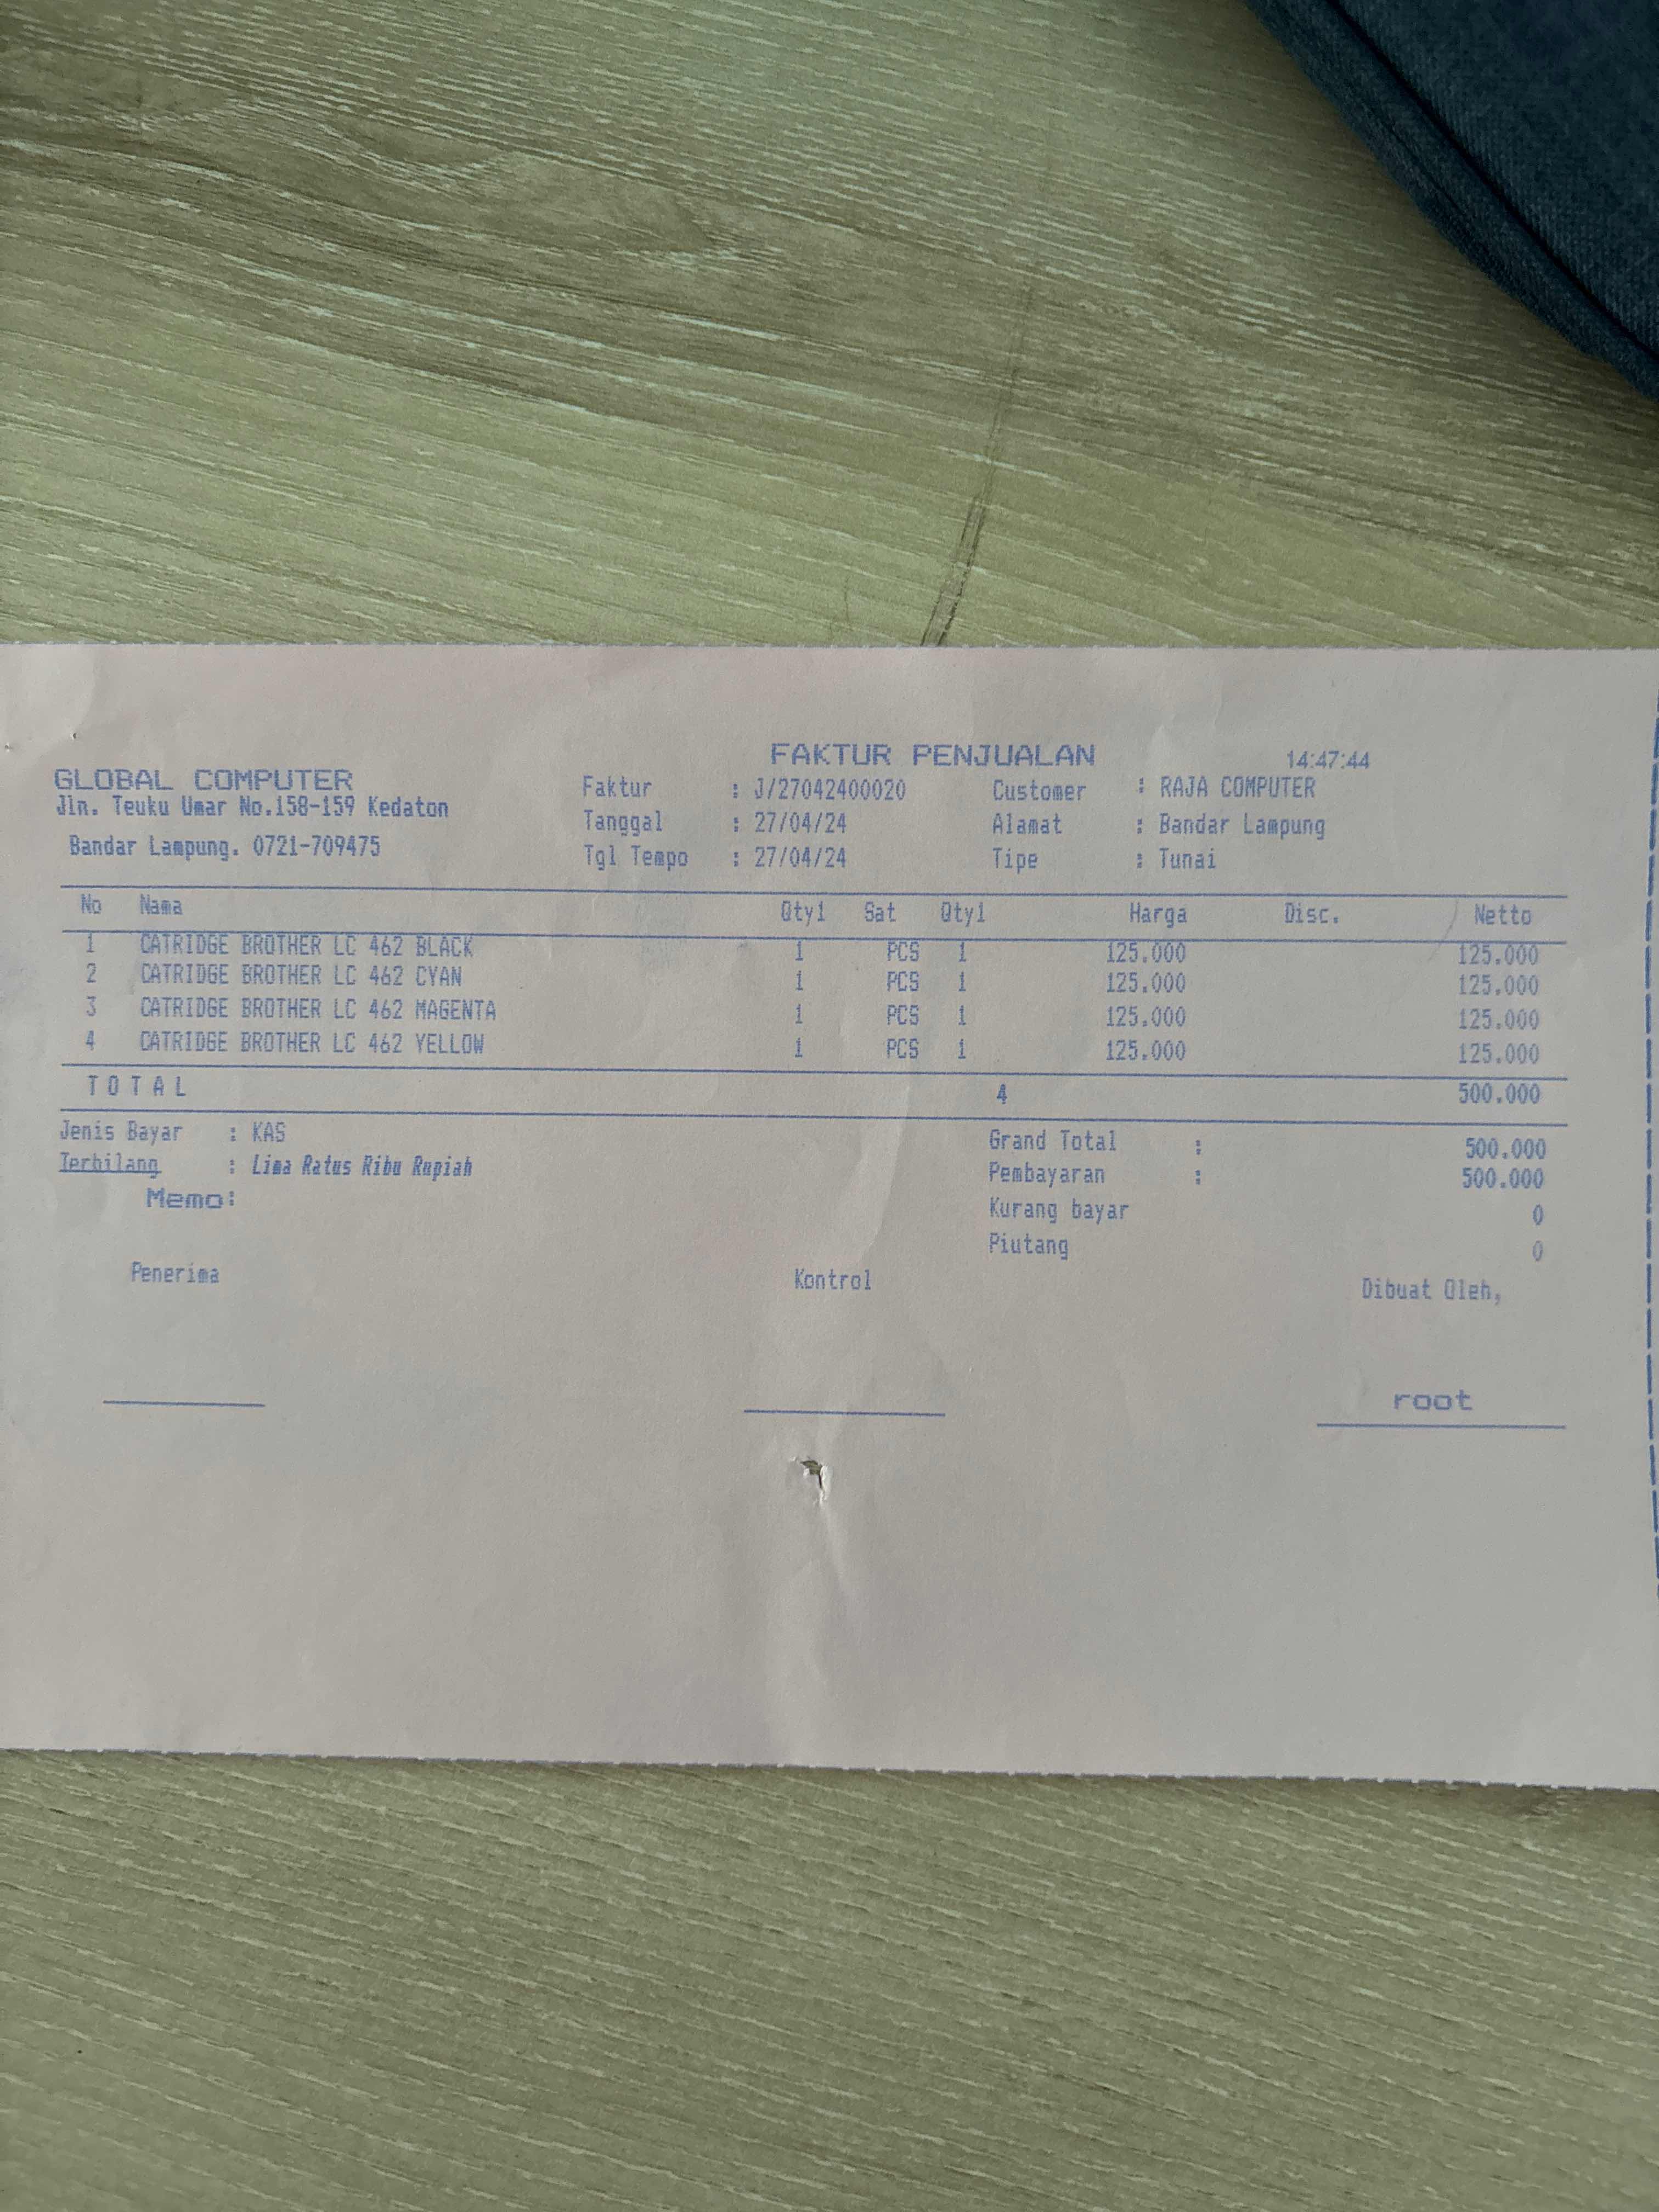 FAKTUR PENJUALAN 14:47:44
GLOBAL COMPUTER
Jln. Teuku Umar No.158-159 Kedaton
Bandar Lampung. 0721-709475
Faktur : J/27042400020
Tanggal : 27/04/24
Tgl Tempo : 27/04/24
Customer : RAJA COMPUTER
Alamat : Bandar Lampung
Tipe : Tunai
No Nama Qty1 Sat Qty1 Harga Disc. Netto
1 CATRIDGE BROTHER LC 462 BLACK 1 PCS 1 125.000 125.000
2 CATRIDGE BROTHER LC 462 CYAN 1 PCS 1 125.000 125.000
3 CATRIDGE BROTHER LC 462 MAGENTA 1 PCS 1 125.000 125.000
4 CATRIDGE BROTHER LC 462 YELLOW 1 PCS 1 125.000 125.000
T O T A L 4 500.000
Jenis Bayar : KAS
Terbilang : Lima Ratus Ribu Rupiah
Memo:
Grand Total : 500.000
Pembayaran : 500.000
Kurang bayar 0
Piutang 0
Penerima Kontrol Dibuat Oleh,
root